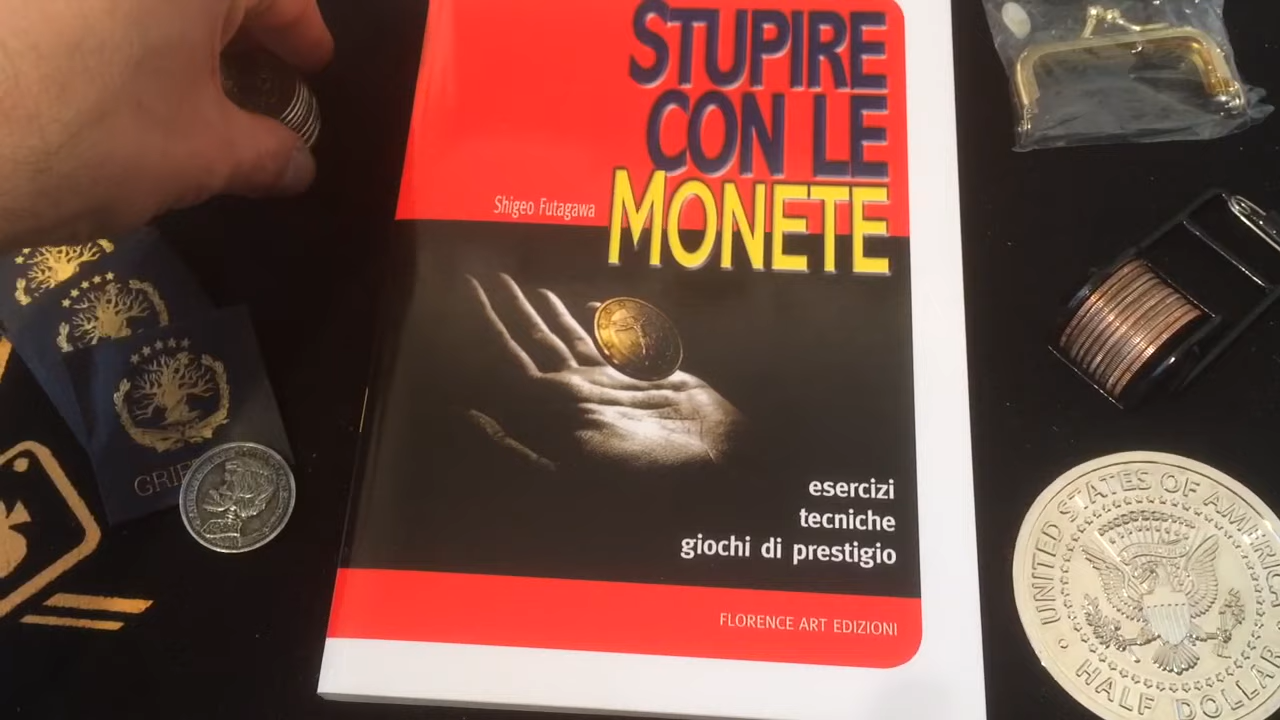 STUPIRE
CON LE
MONETE
Shigeo Futagawa
esercizi
tecniche
giochi di prestigio
FLORENCE ART EDIZIONI
GRIF
UNITED STATES OF AMERICA
HALF DOLLAR